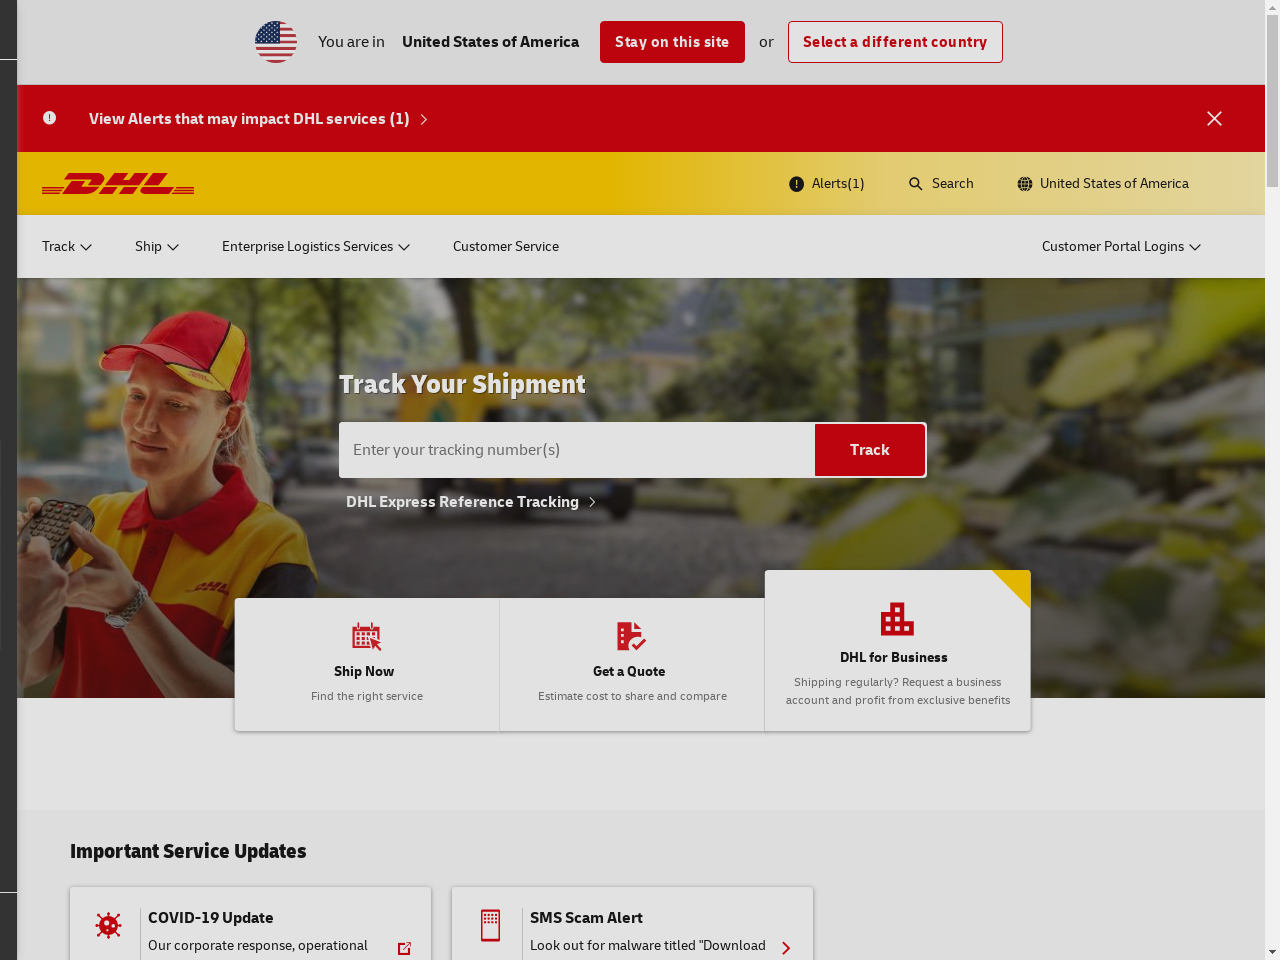 You are in United States of America Stay on this site or Select a different country
View Alerts that may impact DHL services (1)
DHL Alerts(1) Search United States of America
Track Ship Enterprise Logistics Services Customer Service Customer Portal Logins
Track Your Shipment
Enter your tracking number(s) Track
DHL Express Reference Tracking
Ship Now
Find the right service
Get a Quote
Estimate cost to share and compare
DHL for Business
Shipping regularly? Request a business
account and profit from exclusive benefits
Important Service Updates
COVID-19 Update
Our corporate response, operational
SMS Scam Alert
Look out for malware titled "Download